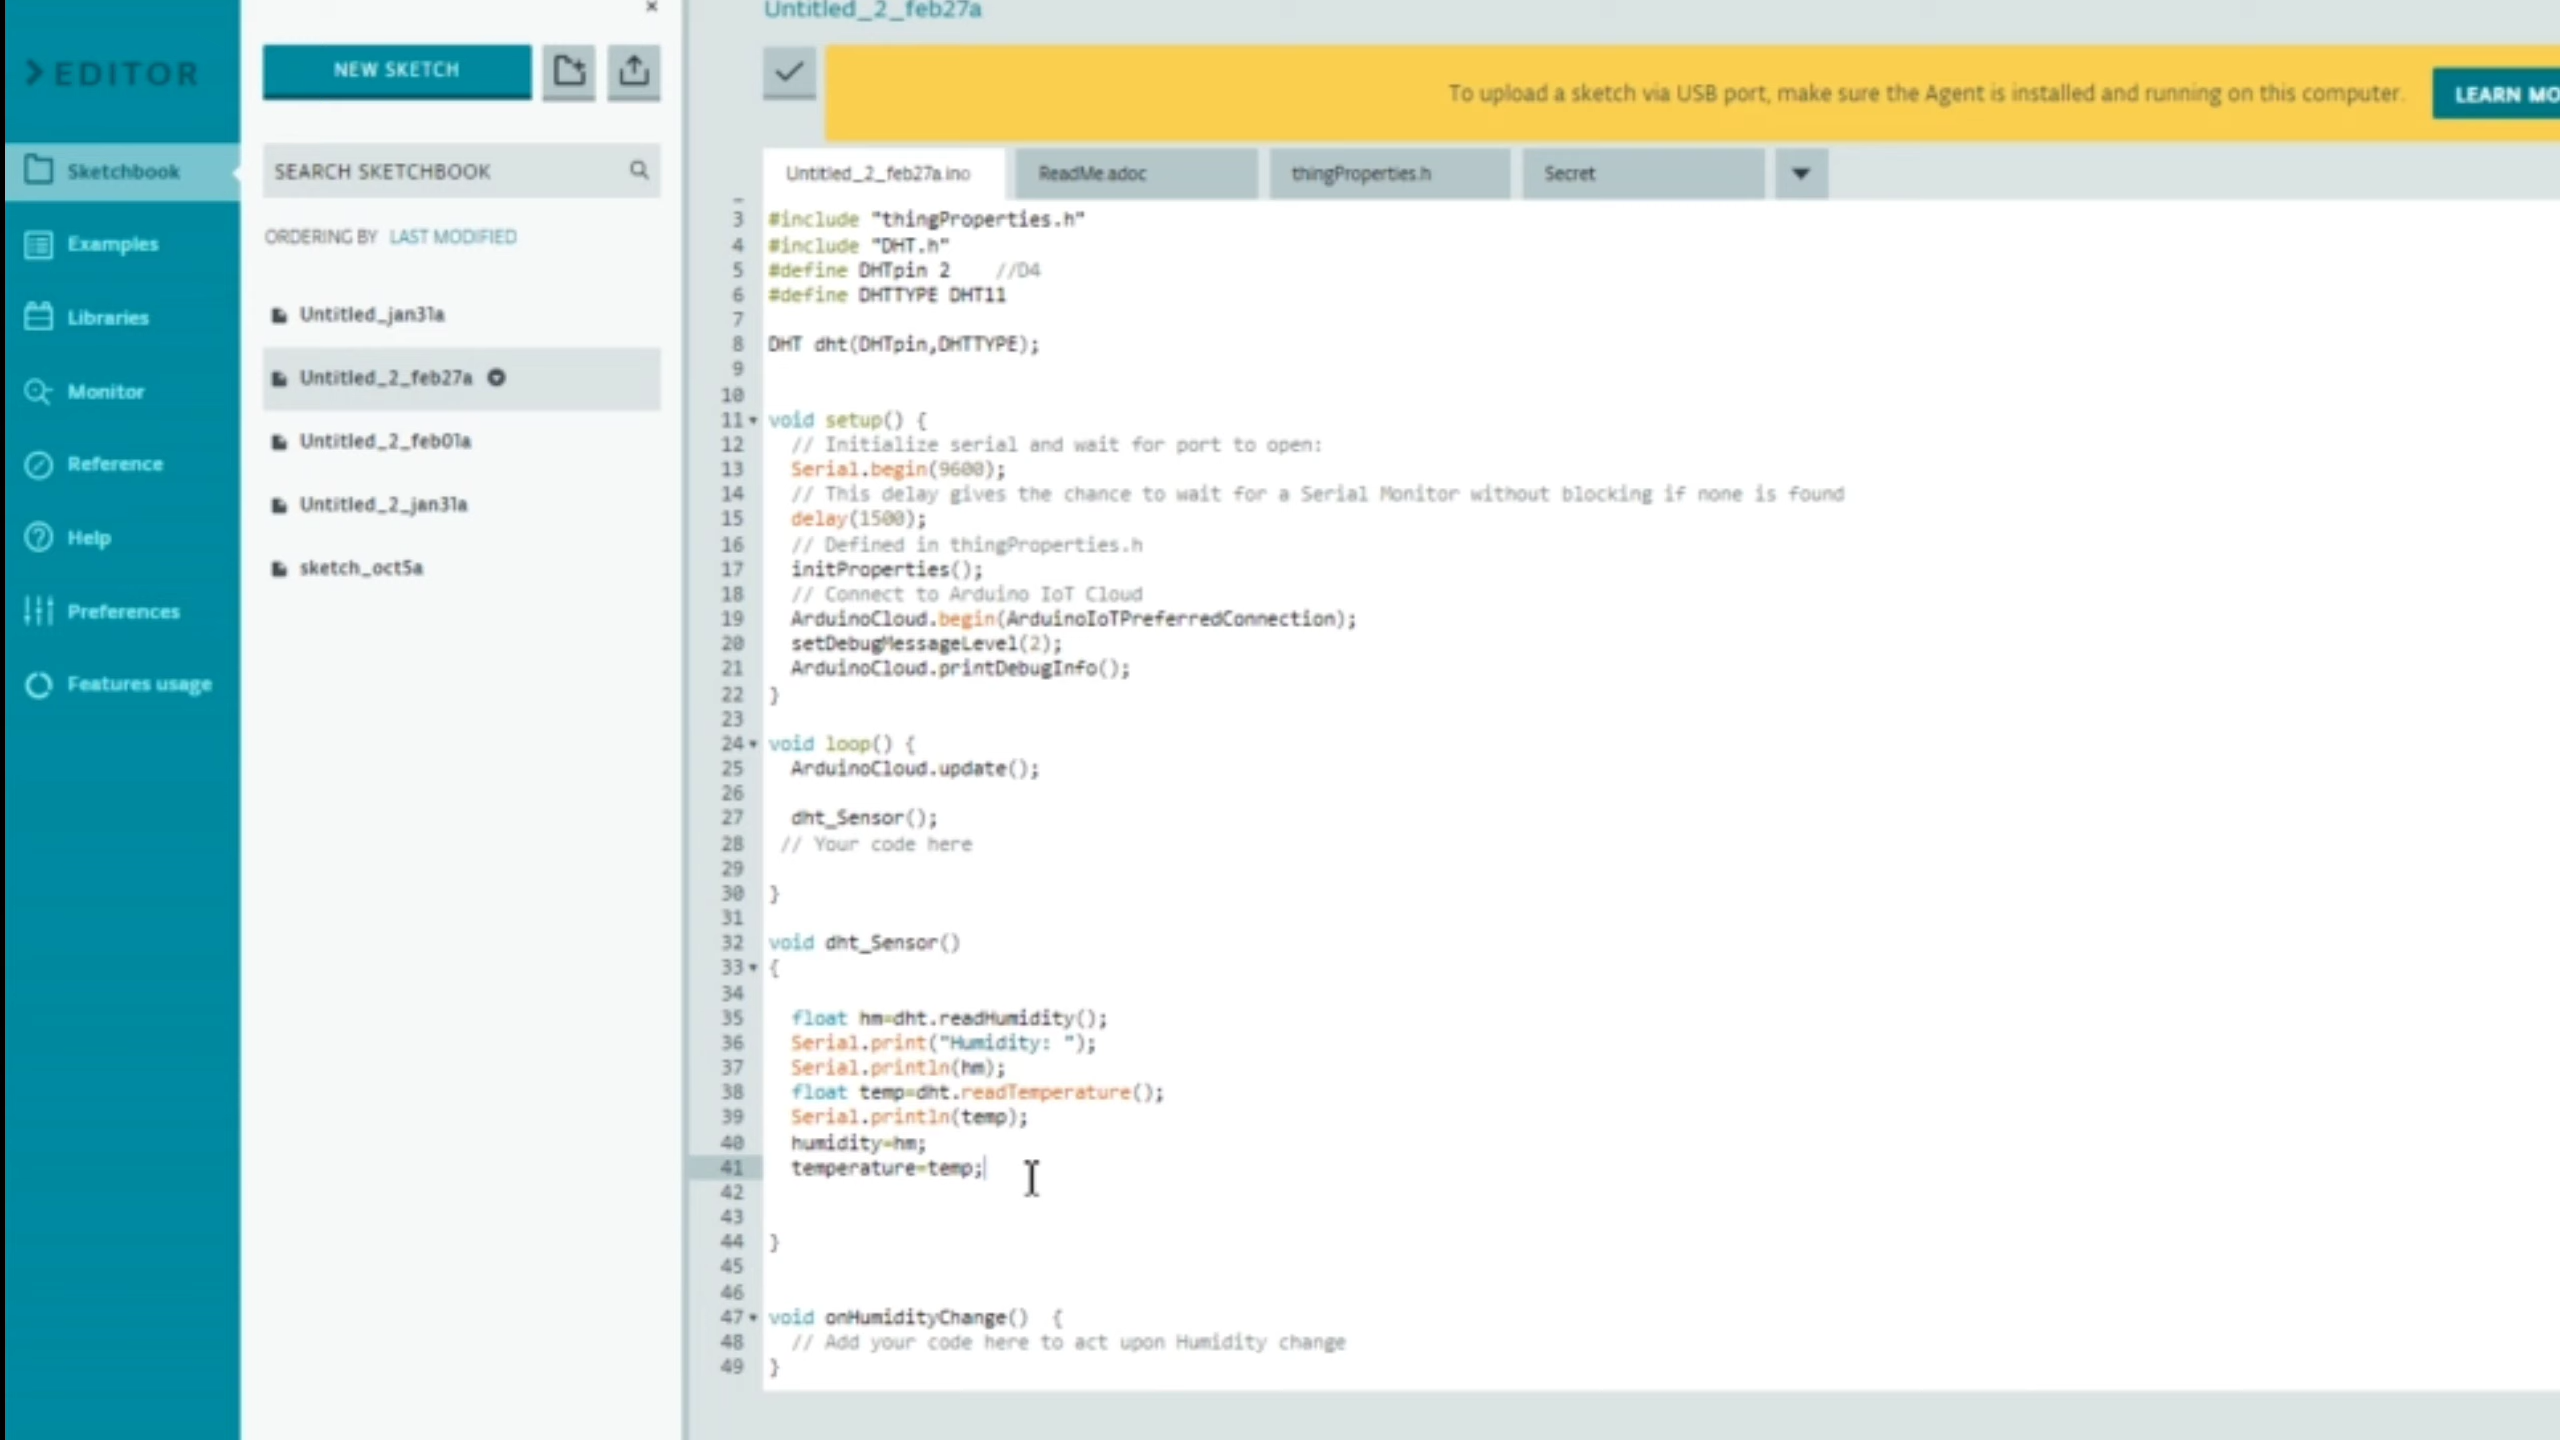 Untitled_2_feb27a
EDITOR
NEW SKETCH
To upload a sketch via USB port, make sure the Agent is installed and running on this computer.
LEARN MO
Sketchbook
Examples
Libraries
Monitor
Reference
Help
Preferences
Features usage
SEARCH SKETCHBOOK
ORDERING BY LAST MODIFIED
Untitled_jan31a
Untitled_2_feb27a
Untitled_2_feb01a
Untitled_2_jan31a
sketch_oct5a
Untitled_2_feb27a.ino
ReadMe.adoc
thingProperties.h
Secret
3 #include "thingProperties.h"
4 #include "DHT.h"
5 #define DHTpin 2    //D4
6 #define DHTTYPE DHT11
7
8 DHT dht(DHTpin,DHTTYPE);
9
10
11 void setup() {
12   // Initialize serial and wait for port to open:
13   Serial.begin(9600);
14   // This delay gives the chance to wait for a Serial Monitor without blocking if none is found
15   delay(1500);
16   // Defined in thingProperties.h
17   initProperties();
18   // Connect to Arduino IoT Cloud
19   ArduinoCloud.begin(ArduinoIoTPreferredConnection);
20   setDebugMessageLevel(2);
21   ArduinoCloud.printDebugInfo();
22 }
23
24 void loop() {
25   ArduinoCloud.update();
26
27   dht_Sensor();
28  // Your code here
29
30 }
31
32 void dht_Sensor()
33 {
34
35   float hm=dht.readHumidity();
36   Serial.print("Humidity: ");
37   Serial.println(hm);
38   float temp=dht.readTemperature();
39   Serial.println(temp);
40   humidity=hm;
41   temperature=temp;
42
43
44 }
45
46
47 void onHumidityChange()  {
48   // Add your code here to act upon Humidity change
49 }